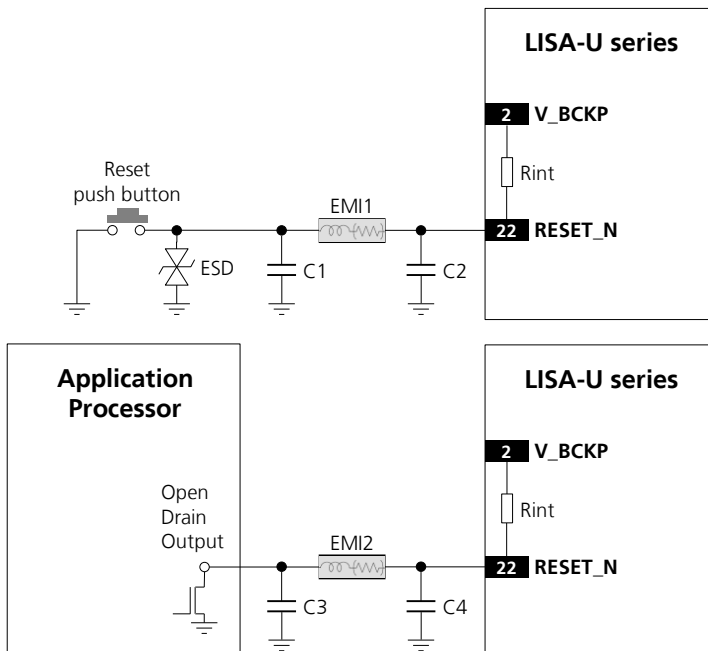 LISA-U series
2 V_BCKP
Reset
push button
EMI1
Rint
22 RESET_N
ESD
C1
C2
Application
Processor
LISA-U series
2 V_BCKP
Open
Drain
Output
EMI2
Rint
22 RESET_N
C3
C4